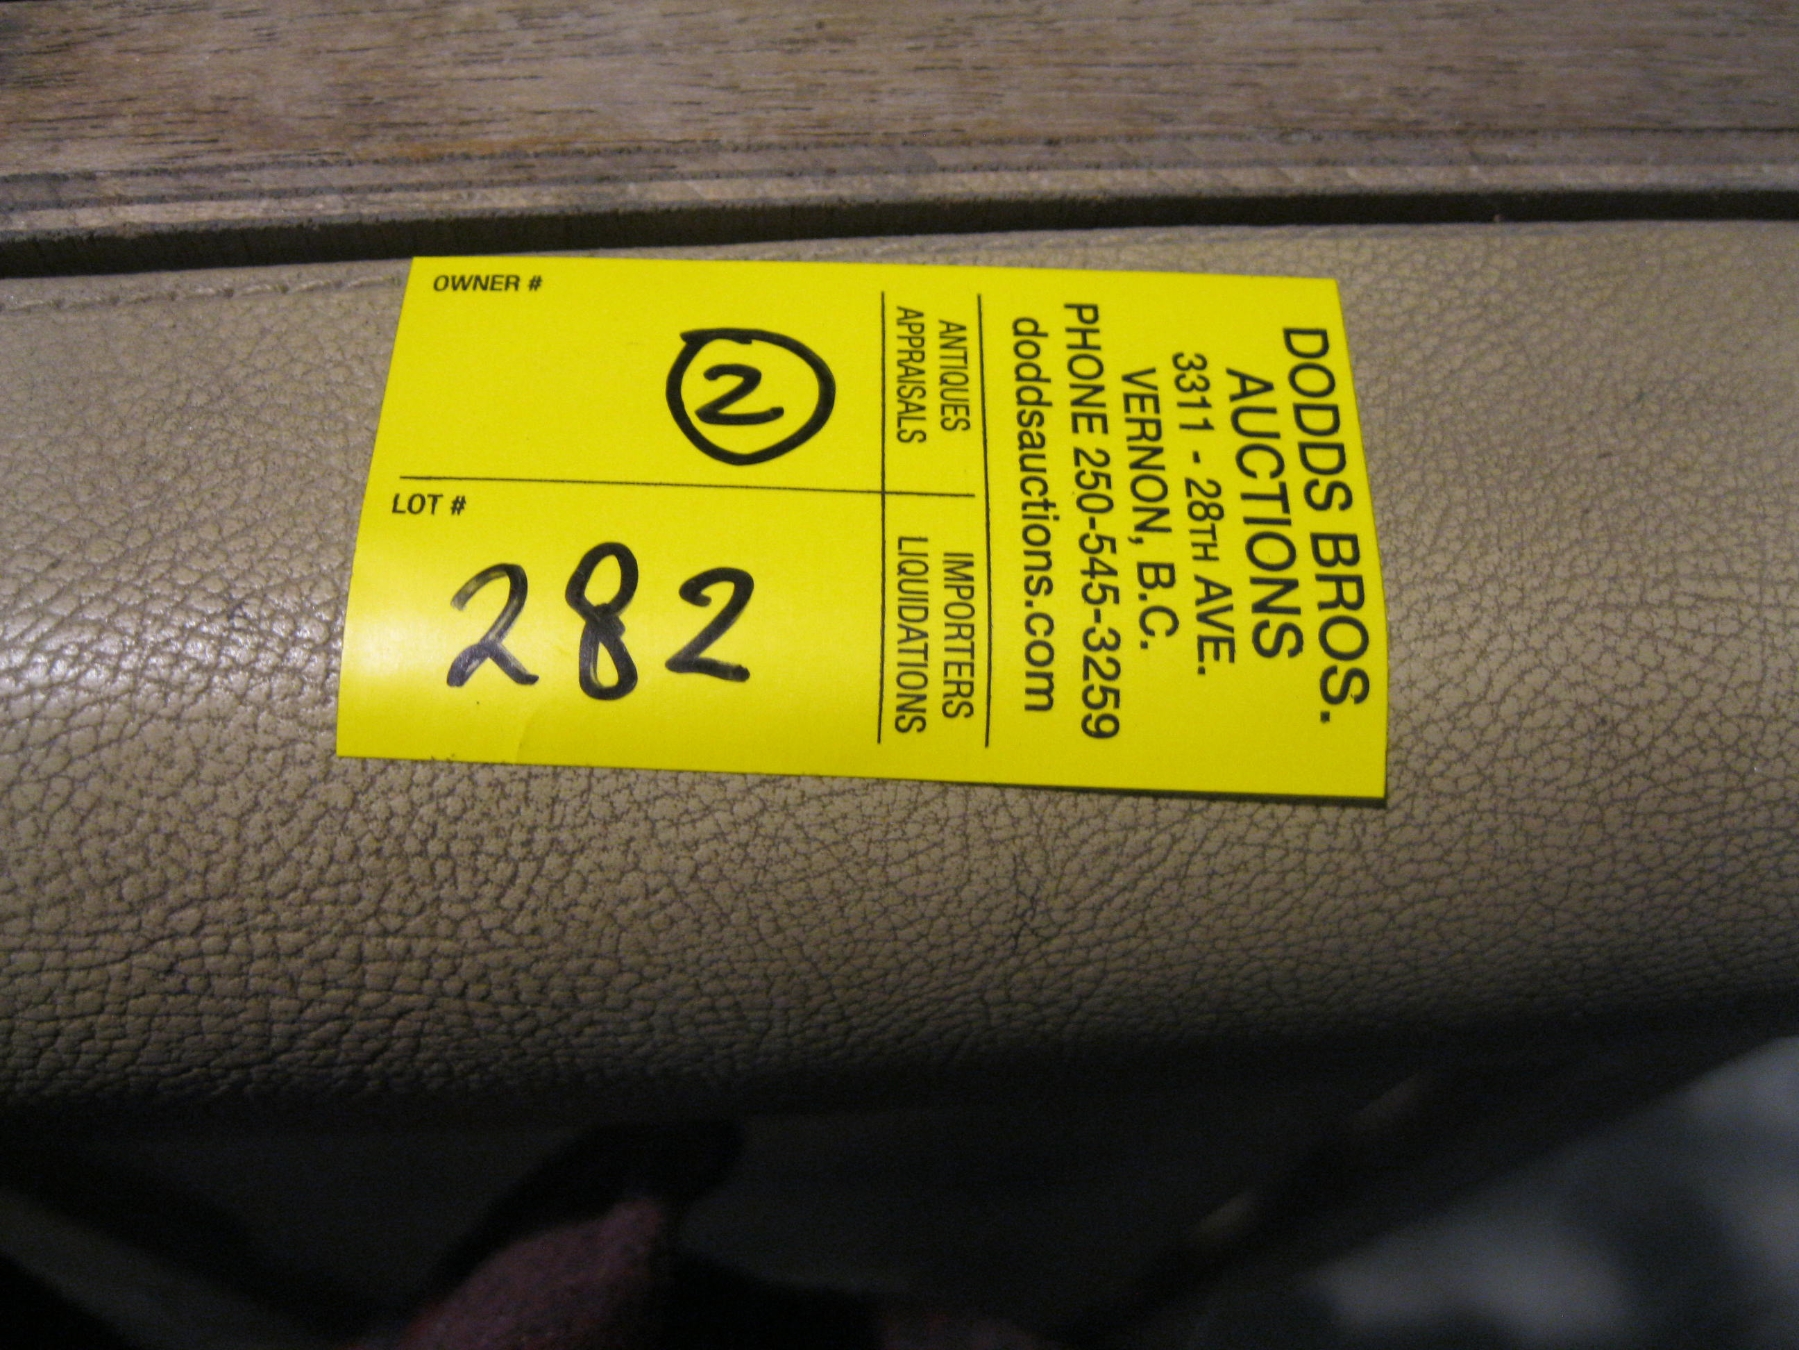 DODDS BROS.
AUCTIONS
3311 - 28TH AVE.
VERNON, B.C.
PHONE 250-545-3259
doddsauctions.com
ANTIQUES IMPORTERS
APPRAISALS LIQUIDATIONS
OWNER #
2
LOT #
282